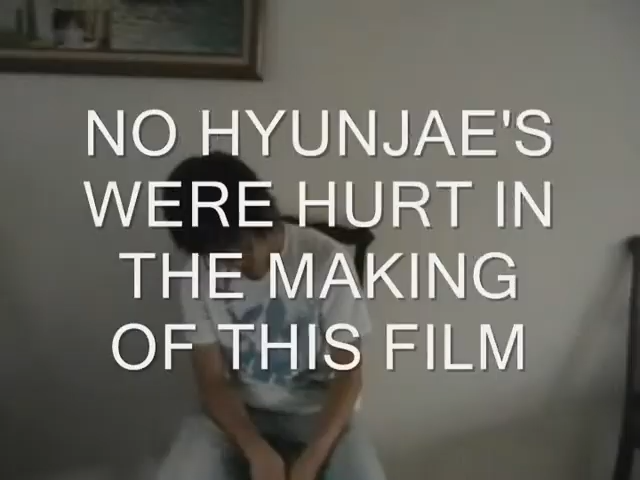 NO HYUNJAE'S
WERE HURT IN
THE MAKING
OF THIS FILM